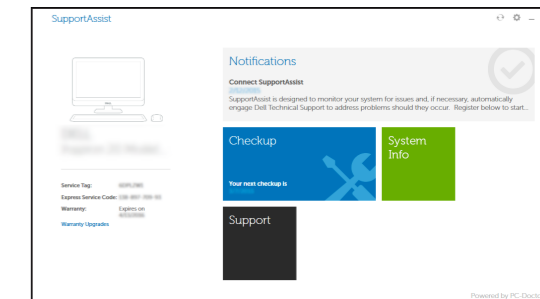 SupportAssist
Notifications
Connect SupportAssist
SupportAssist is designed to monitor your system for issues and, if necessary, automatically
engage Dell Technical Support to address problems should they occur. Register below to start...
Checkup
Your next checkup is
System
Info
Service Tag:
Express Service Code:
Warranty:
Expires on
Warranty Upgrades
Support
Powered by PC-Docto